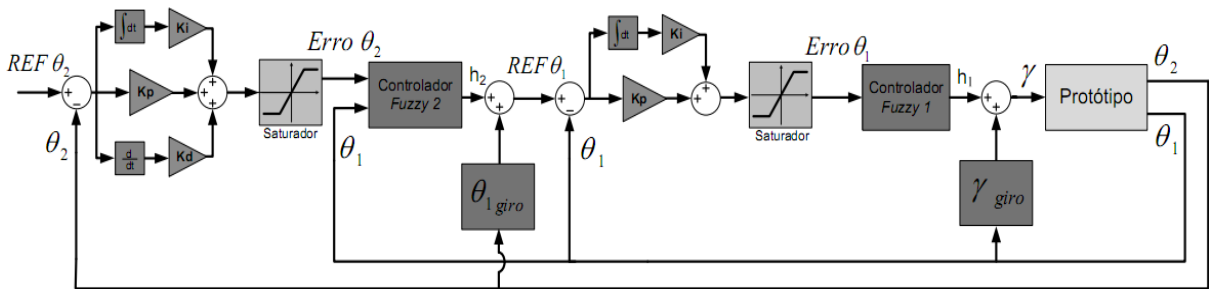 REF θ2
+
−
θ2
∫dt
Ki
Kp
d/dt
Kd
+
+
+
Saturador
Erro θ2
θ1
Controlador
Fuzzy 2
h2
+
+
θ1 giro
REF θ1
+
−
θ1
∫dt
Ki
Kp
+
+
Saturador
Erro θ1
Controlador
Fuzzy 1
h1
+
+
γ giro
γ
Protótipo
θ2
θ1